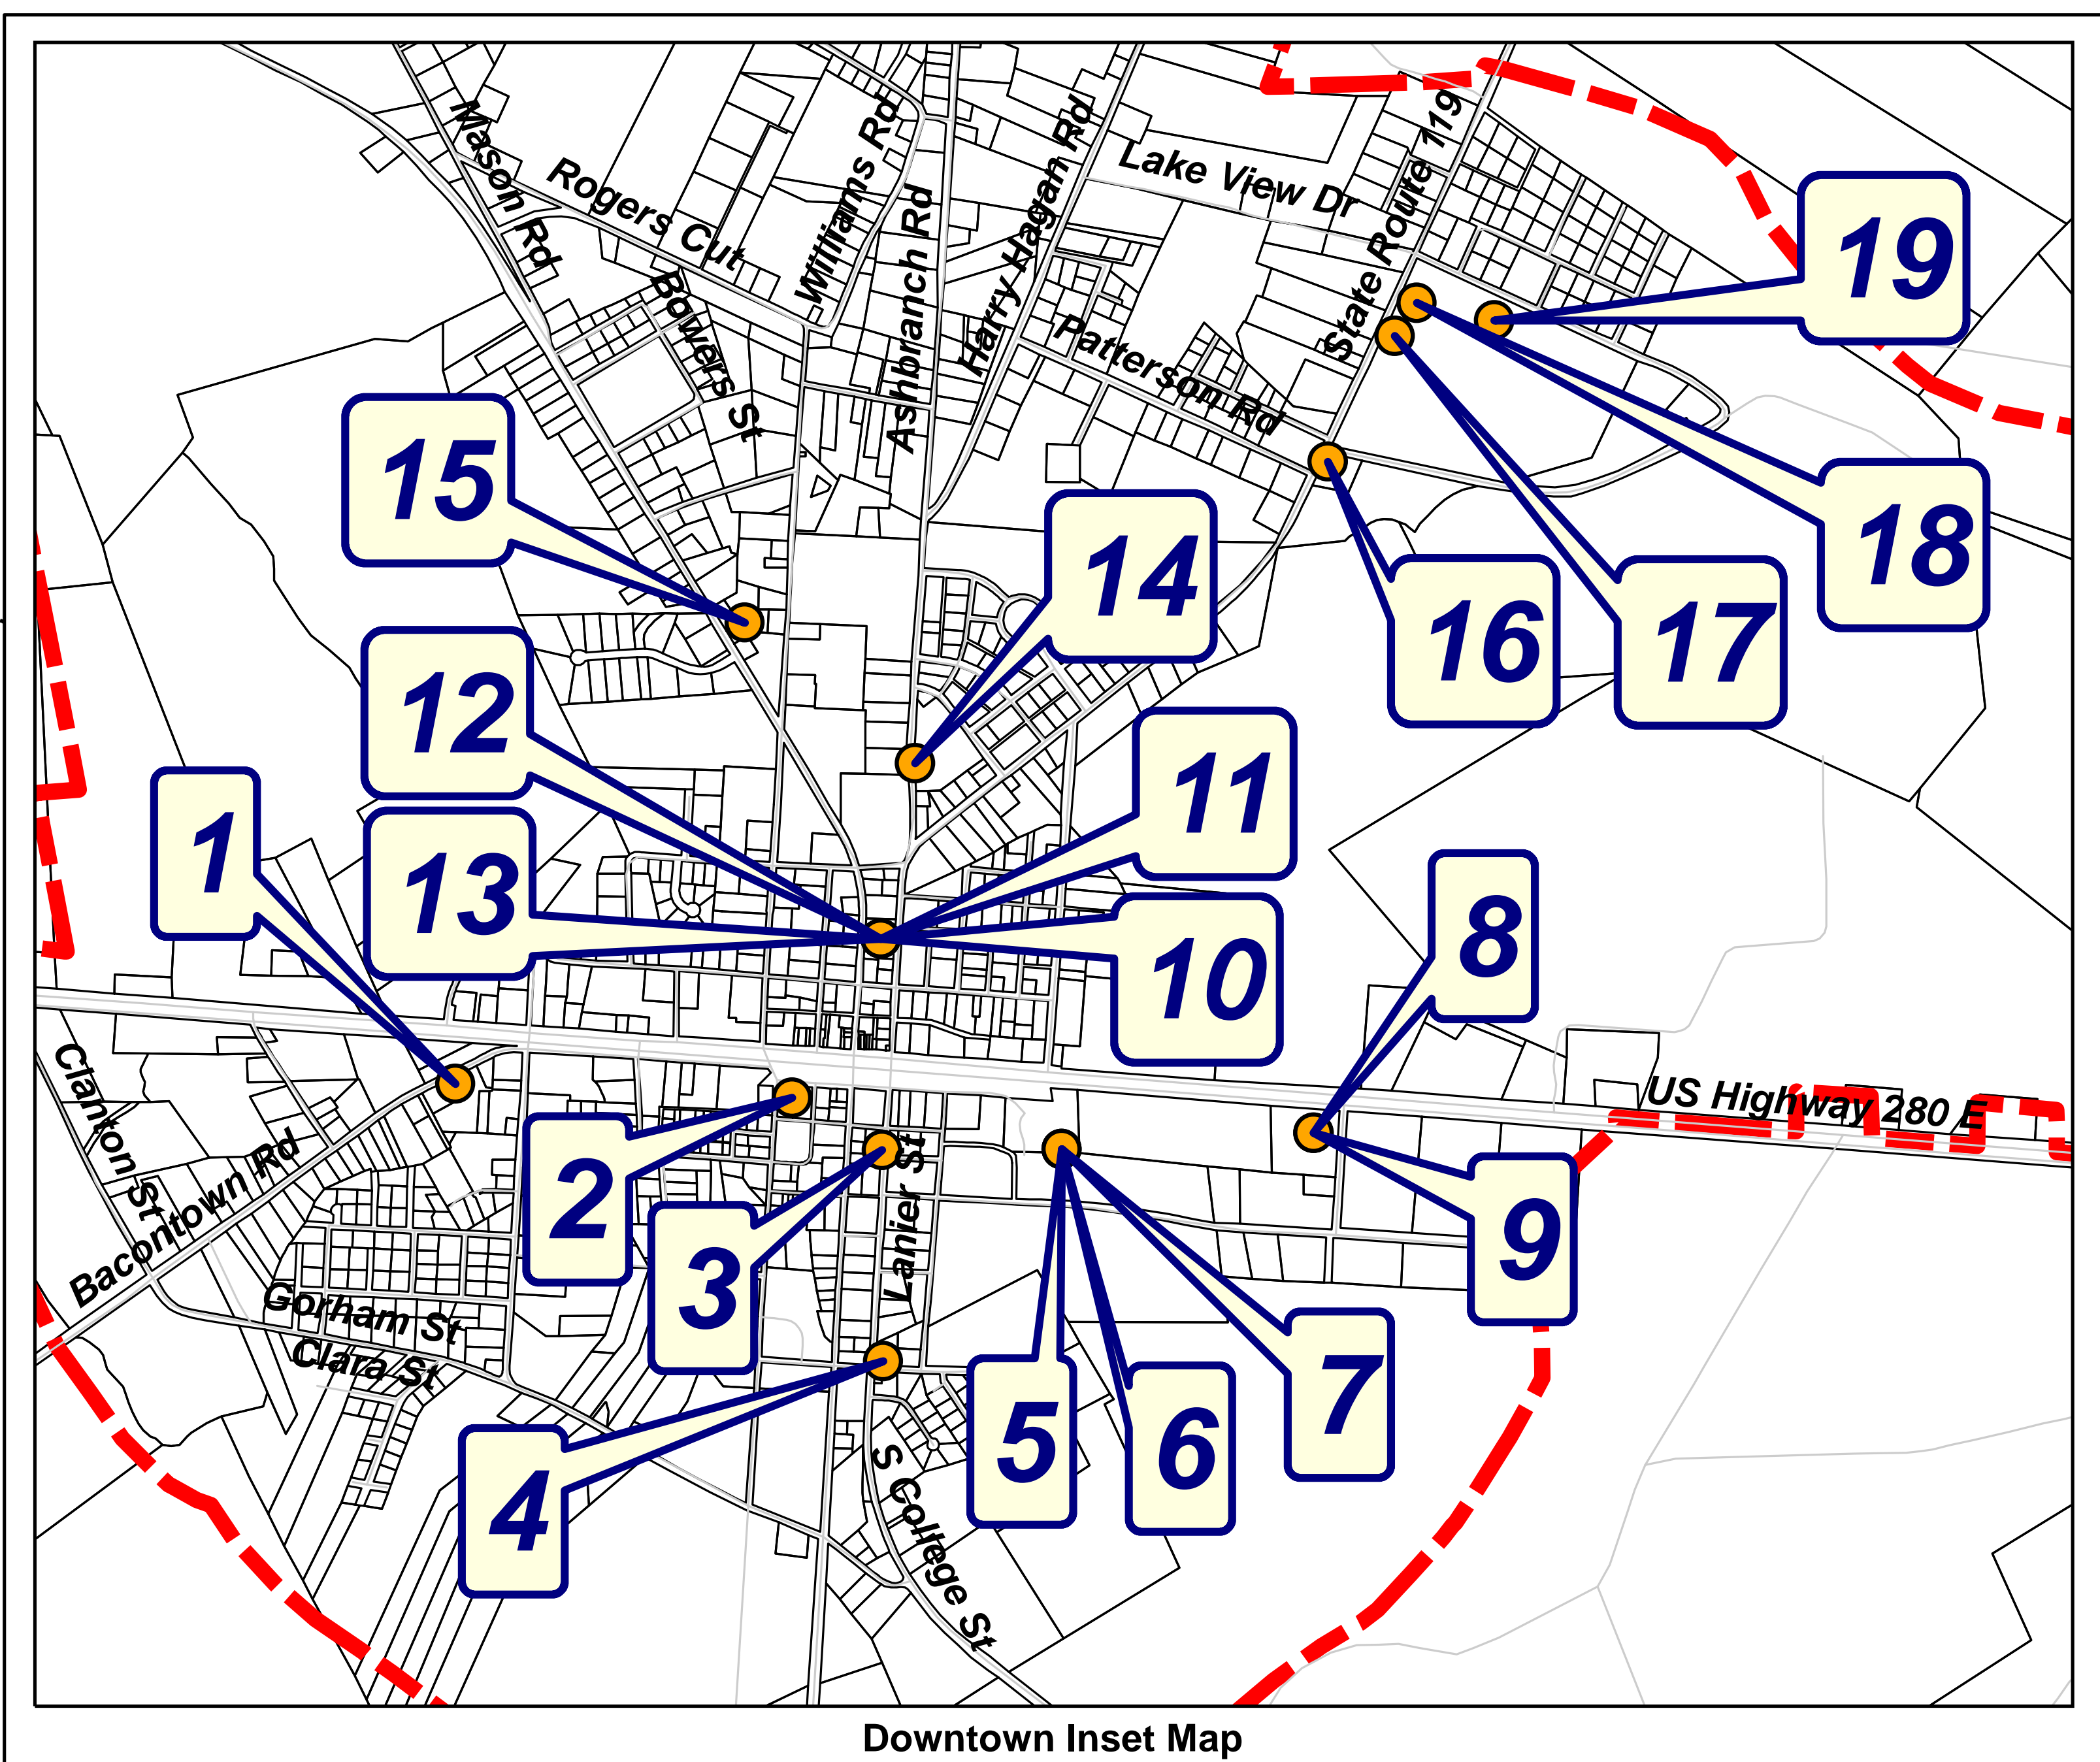 Mason Rd
Rogers Cut
Williams Rd
Ashbranch Rd
Harry Hagan Rd
Lake View Dr
State Route 119
19
Bowers St
Patterson Rd
15
14
18
16
17
12
11
1
13
10
8
Clanton St
US Highway 280 E
Bacontown Rd
2
Lanier St
3
9
Gorham St
Clara St
7
5
6
4
S College St
Downtown Inset Map